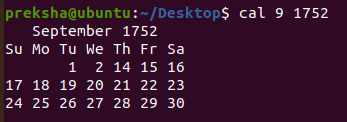 preksha@ubuntu:~/Desktop$ cal 9 1752
   September 1752
Su Mo Tu We Th Fr Sa
       1  2 14 15 16
17 18 19 20 21 22 23
24 25 26 27 28 29 30